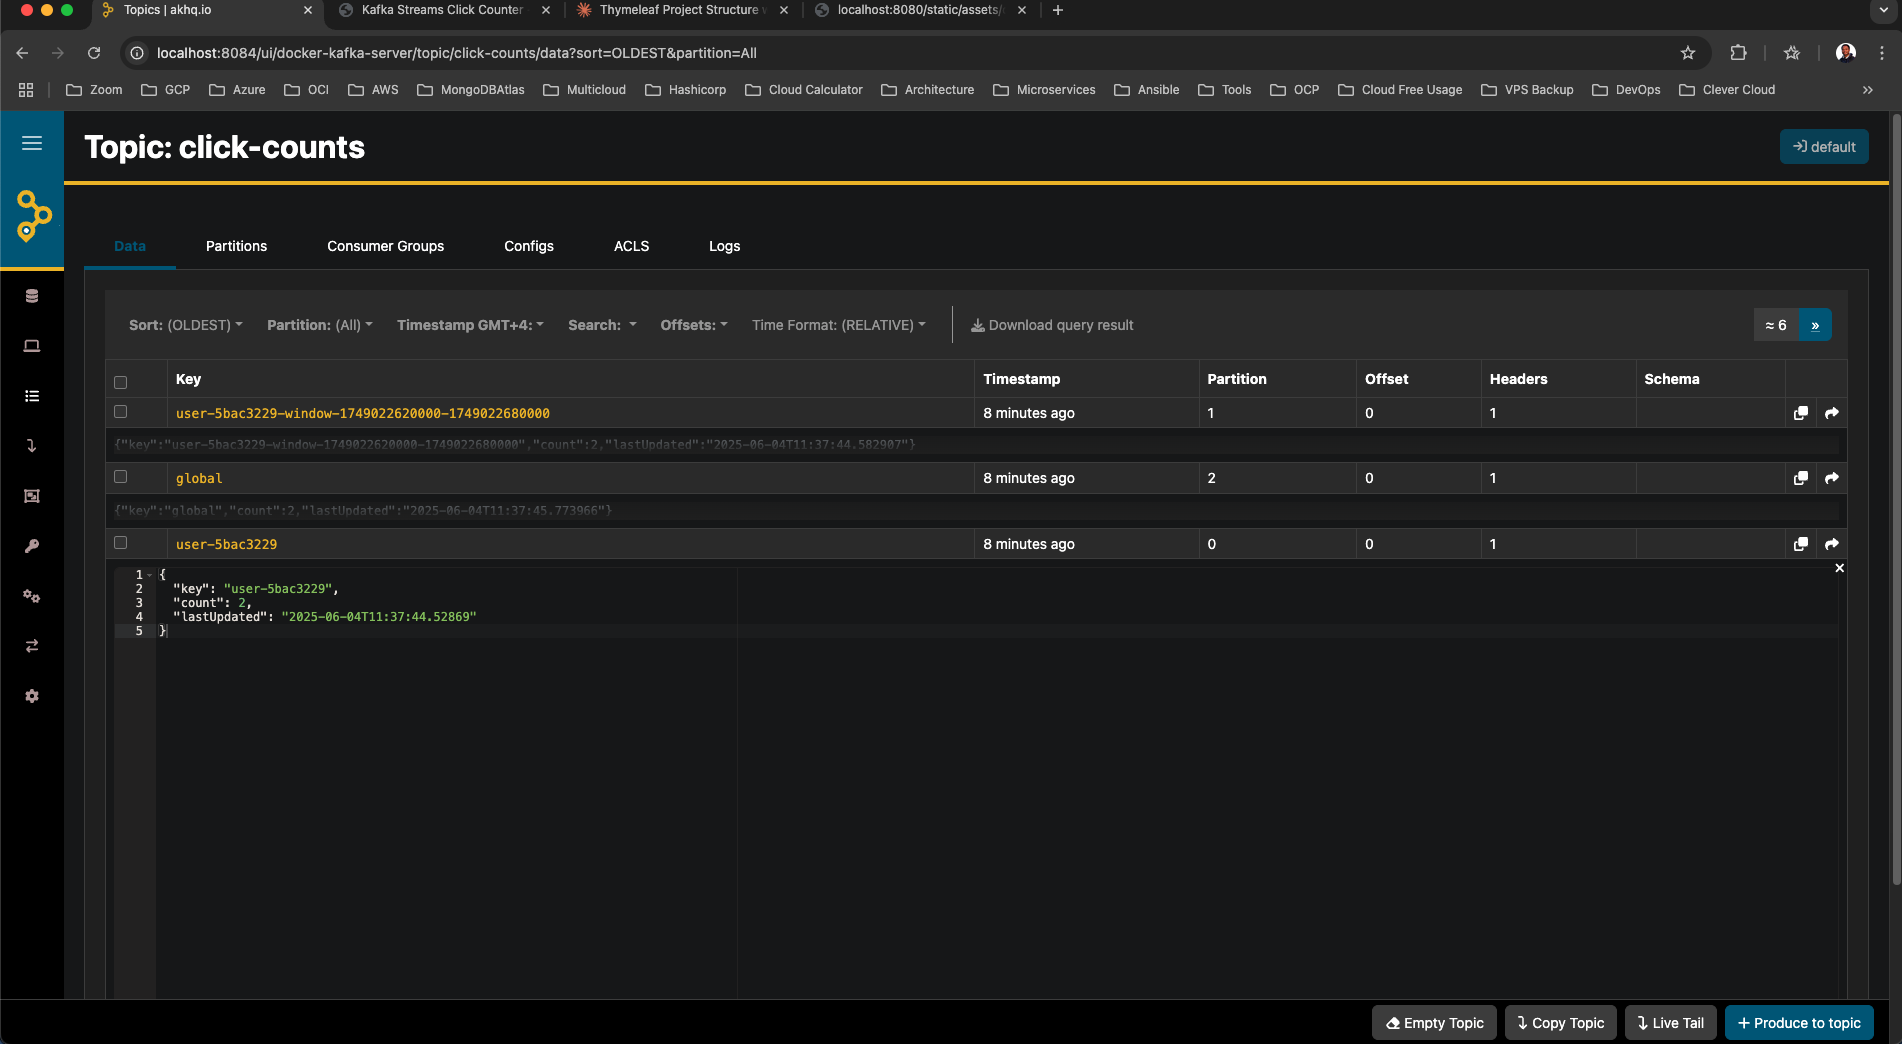 Topics | akhq.io
Kafka Streams Click Counter
Thymeleaf Project Structure
localhost:8080/static/assets/
localhost:8084/ui/docker-kafka-server/topic/click-counts/data?sort=OLDEST&partition=All
Zoom GCP Azure OCI AWS MongoDBAtlas Multicloud Hashicorp Cloud Calculator Architecture Microservices Ansible Tools OCP Cloud Free Usage VPS Backup DevOps Clever Cloud
Topic: click-counts
default
Data Partitions Consumer Groups Configs ACLS Logs
Sort: (OLDEST) Partition: (All) Timestamp GMT+4: Search: Offsets: Time Format: (RELATIVE) Download query result ≈ 6 »
Key Timestamp Partition Offset Headers Schema
user-5bac3229-window-1749022620000-1749022680000 8 minutes ago 1 0 1
{"key":"user-5bac3229-window-1749022620000-1749022680000","count":2,"lastUpdated":"2025-06-04T11:37:44.582907"}
global 8 minutes ago 2 0 1
{"key":"global","count":2,"lastUpdated":"2025-06-04T11:37:45.773966"}
user-5bac3229 8 minutes ago 0 0 1
1 {
2 "key": "user-5bac3229",
3 "count": 2,
4 "lastUpdated": "2025-06-04T11:37:44.52869"
5 }
Empty Topic Copy Topic Live Tail + Produce to topic